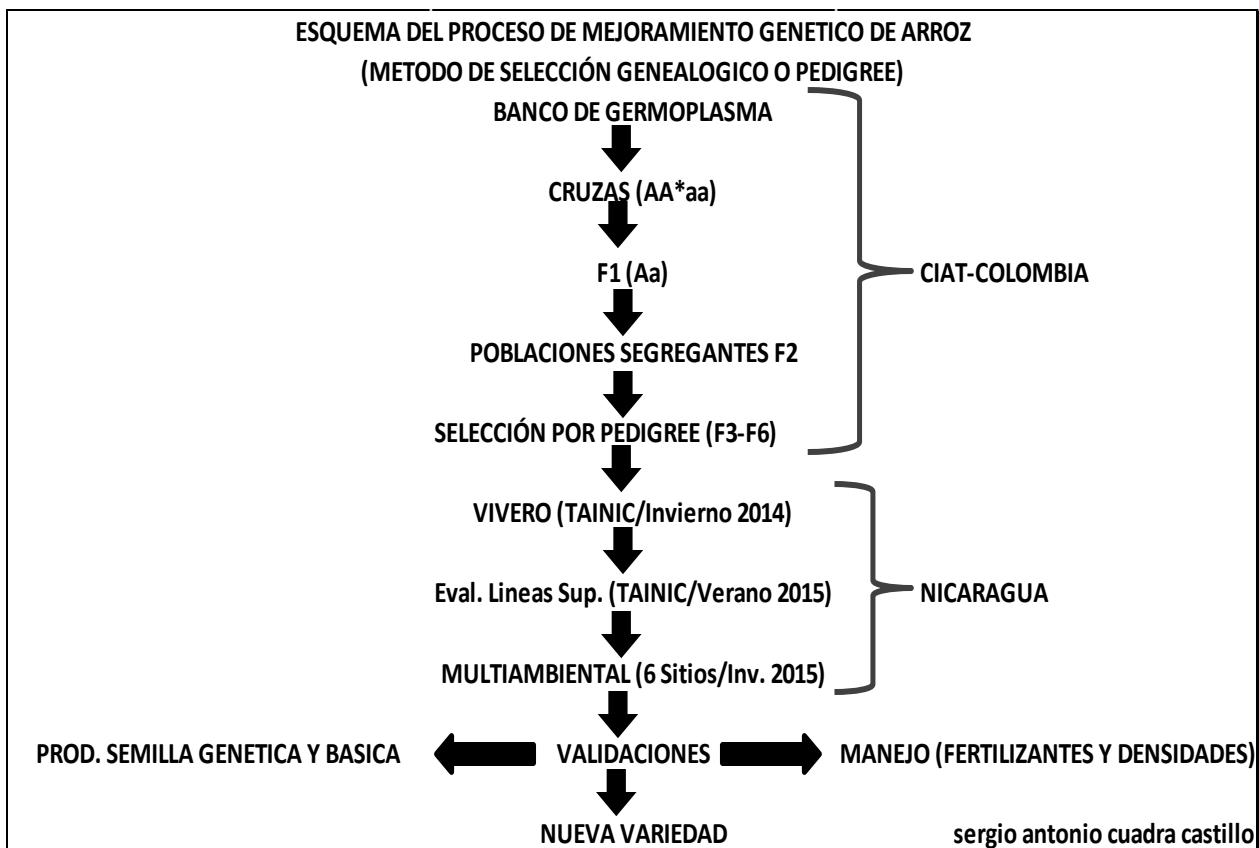 ESQUEMA DEL PROCESO DE MEJORAMIENTO GENETICO DE ARROZ
(METODO DE SELECCIÓN GENEALOGICO O PEDIGREE)
BANCO DE GERMOPLASMA
CRUZAS (AA*aa)
F1 (Aa)
CIAT-COLOMBIA
POBLACIONES SEGREGANTES F2
SELECCIÓN POR PEDIGREE (F3-F6)
VIVERO (TAINIC/Invierno 2014)
Eval. Lineas Sup. (TAINIC/Verano 2015)
NICARAGUA
MULTIAMBIENTAL (6 Sitios/Inv. 2015)
PROD. SEMILLA GENETICA Y BASICA
VALIDACIONES
MANEJO (FERTILIZANTES Y DENSIDADES)
NUEVA VARIEDAD
sergio antonio cuadra castillo